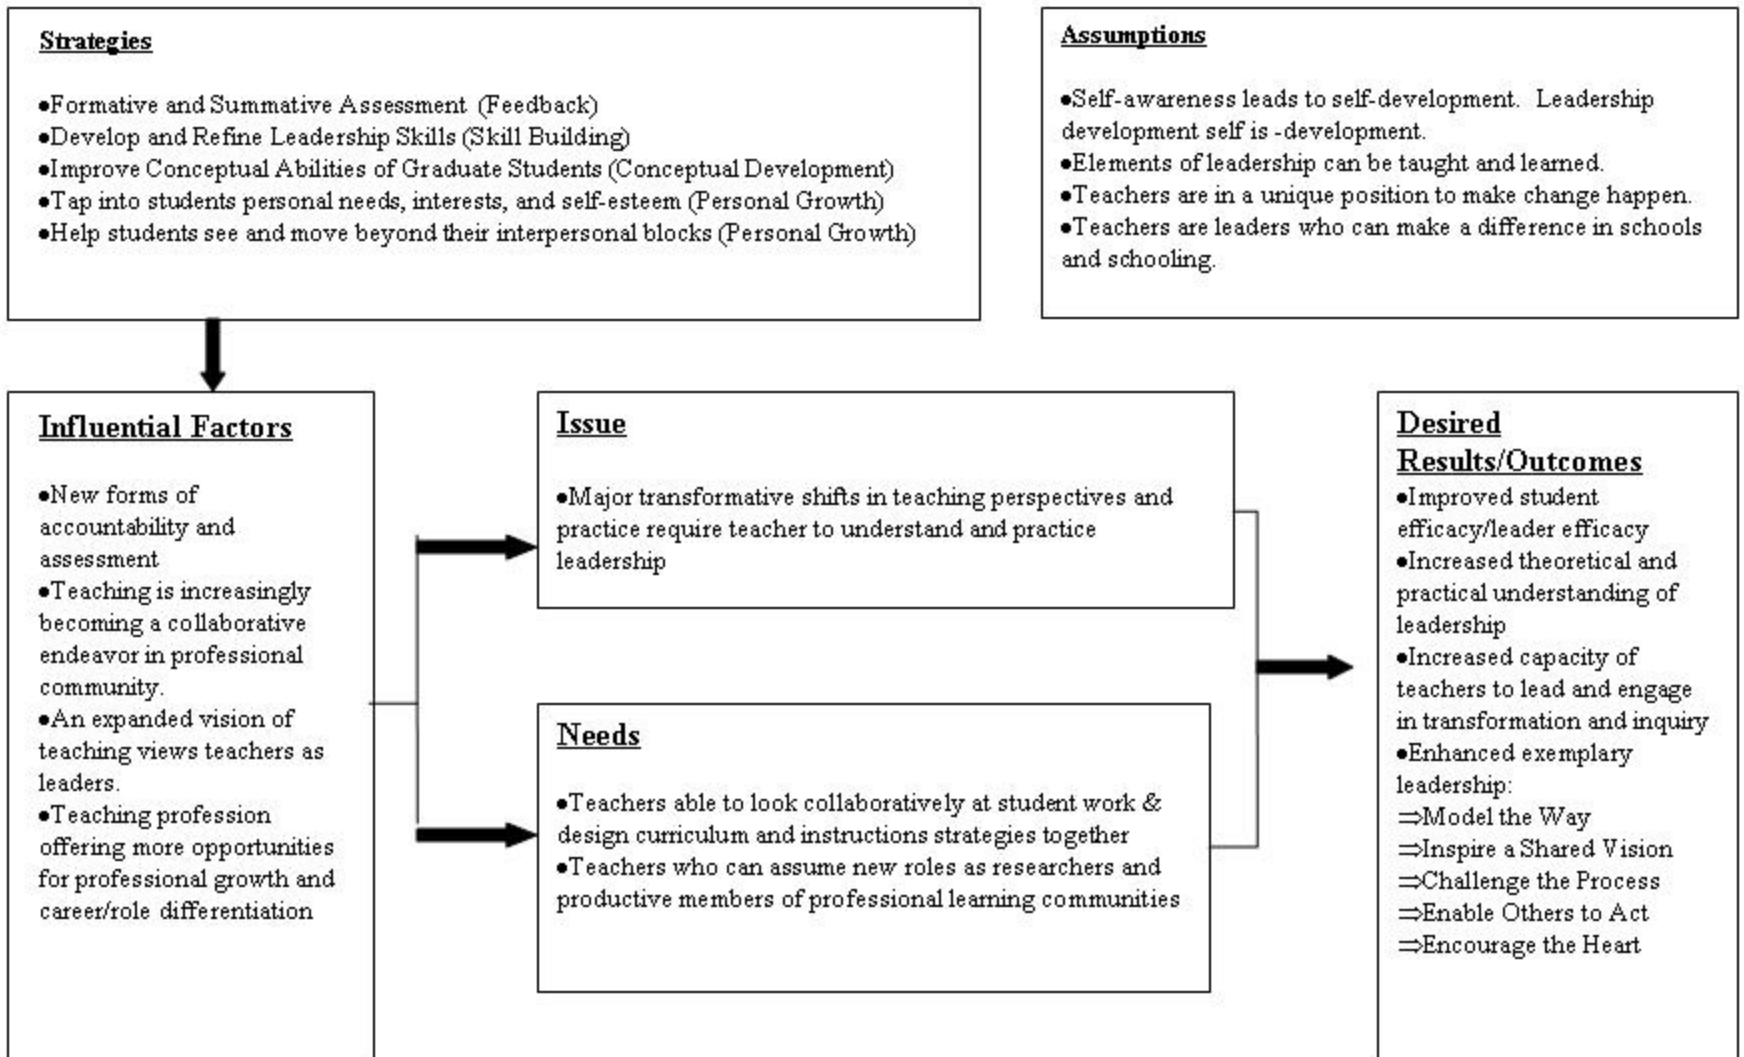 Strategies
●Formative and Summative Assessment (Feedback)
●Develop and Refine Leadership Skills (Skill Building)
●Improve Conceptual Abilities of Graduate Students (Conceptual Development)
●Tap into students personal needs, interests, and self-esteem (Personal Growth)
●Help students see and move beyond their interpersonal blocks (Personal Growth)
Assumptions
●Self-awareness leads to self-development. Leadership
development self is -development.
●Elements of leadership can be taught and learned.
●Teachers are in a unique position to make change happen.
●Teachers are leaders who can make a difference in schools
and schooling.
Influential Factors
●New forms of
accountability and
assessment
●Teaching is increasingly
becoming a collaborative
endeavor in professional
community.
●An expanded vision of
teaching views teachers as
leaders.
●Teaching profession
offering more opportunities
for professional growth and
career/role differentiation
Issue
●Major transformative shifts in teaching perspectives and
practice require teacher to understand and practice
leadership
Needs
●Teachers able to look collaboratively at student work &
design curriculum and instructions strategies together
●Teachers who can assume new roles as researchers and
productive members of professional learning communities
Desired
Results/Outcomes
●Improved student
efficacy/leader efficacy
●Increased theoretical and
practical understanding of
leadership
●Increased capacity of
teachers to lead and engage
in transformation and inquiry
●Enhanced exemplary
leadership:
⇒Model the Way
⇒Inspire a Shared Vision
⇒Challenge the Process
⇒Enable Others to Act
⇒Encourage the Heart